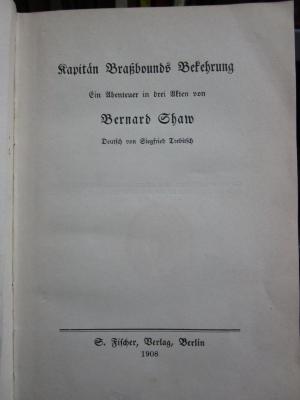 Kapitän Braßbounds Bekehrung
Ein Abenteuer in drei Akten von
Bernard Shaw
Deutsch von Siegfried Trebitsch
S. Fischer, Verlag, Berlin
1908